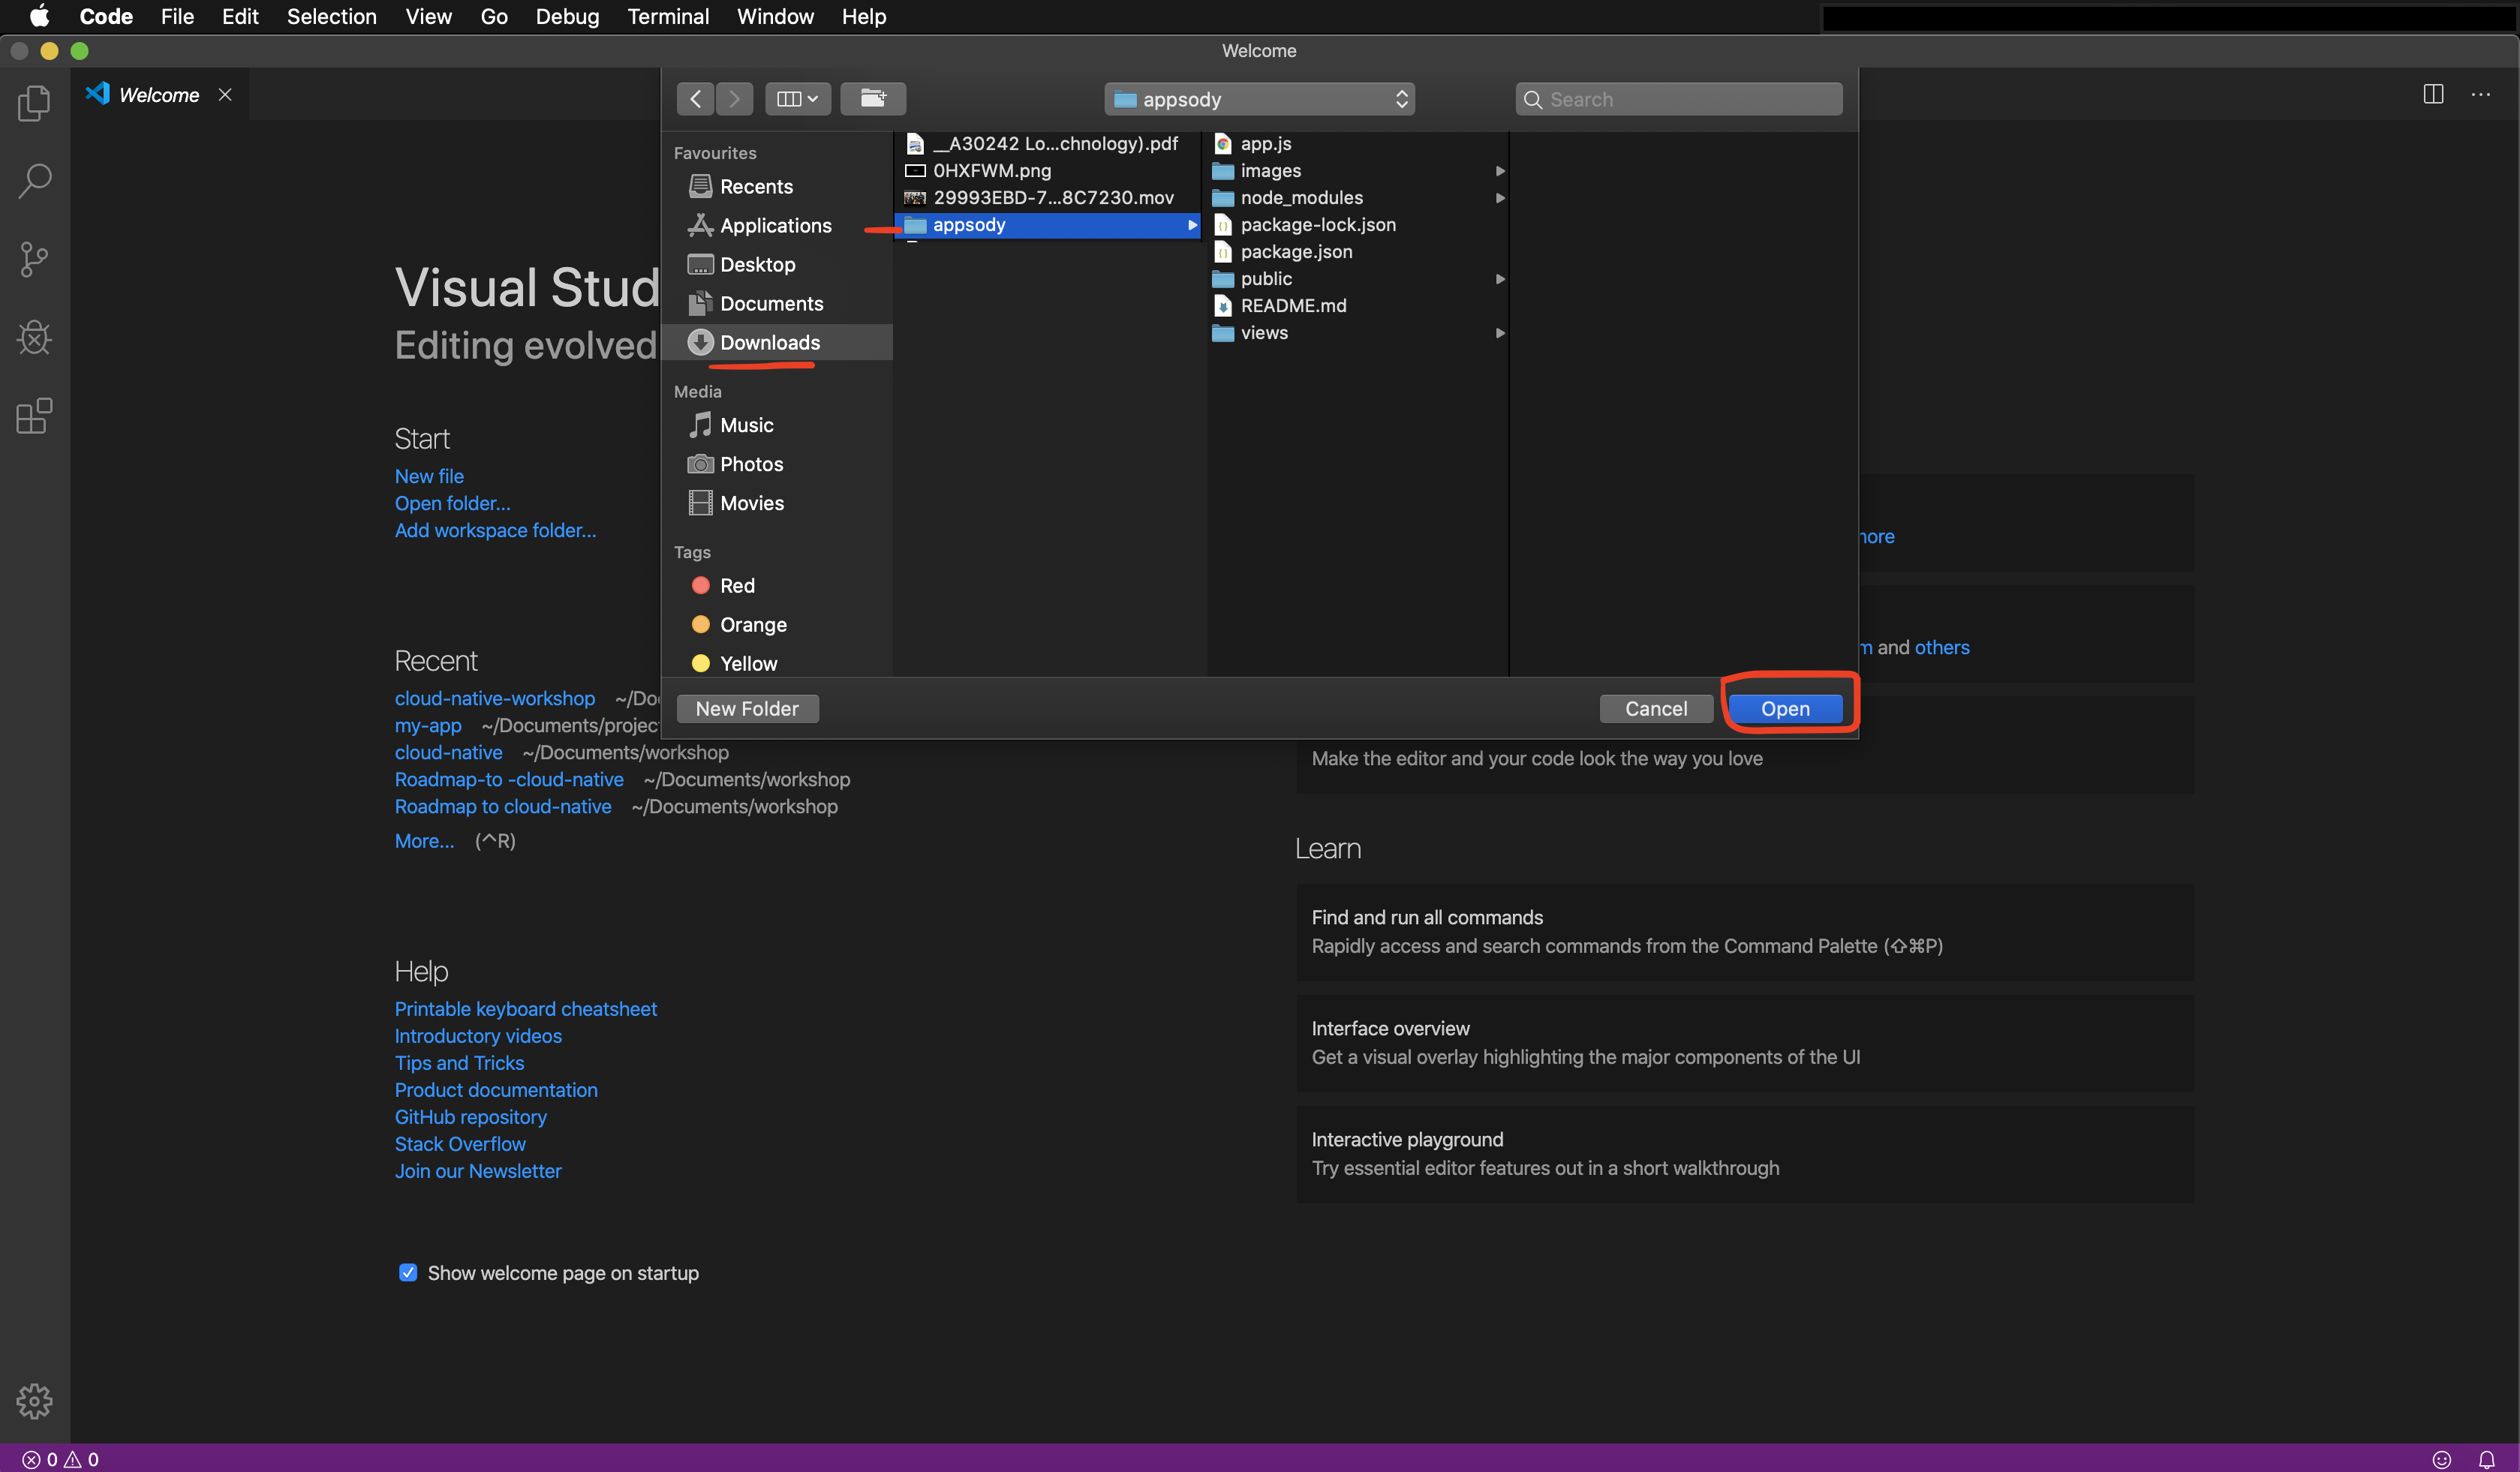 Code File Edit Selection View Go Debug Terminal Window Help
Welcome
Welcome
appsody
Search
Favourites
Recents
Applications
Desktop
Documents
Downloads
Media
Music
Photos
Movies
Tags
Red
Orange
Yellow
__A30242 Lo...chnology).pdf
0HXFWM.png
29993EBD-7...8C7230.mov
appsody
app.js
images
node_modules
package-lock.json
package.json
public
README.md
views
New Folder
Cancel
Open
Visual Stud
Editing evolved
Start
New file
Open folder...
Add workspace folder...
Recent
cloud-native-workshop ~/Do
my-app ~/Documents/project
cloud-native ~/Documents/workshop
Roadmap-to -cloud-native ~/Documents/workshop
Roadmap to cloud-native ~/Documents/workshop
More... (^R)
Help
Printable keyboard cheatsheet
Introductory videos
Tips and Tricks
Product documentation
GitHub repository
Stack Overflow
Join our Newsletter
Show welcome page on startup
more
m and others
Make the editor and your code look the way you love
Learn
Find and run all commands
Rapidly access and search commands from the Command Palette (⇧⌘P)
Interface overview
Get a visual overlay highlighting the major components of the UI
Interactive playground
Try essential editor features out in a short walkthrough
0 0